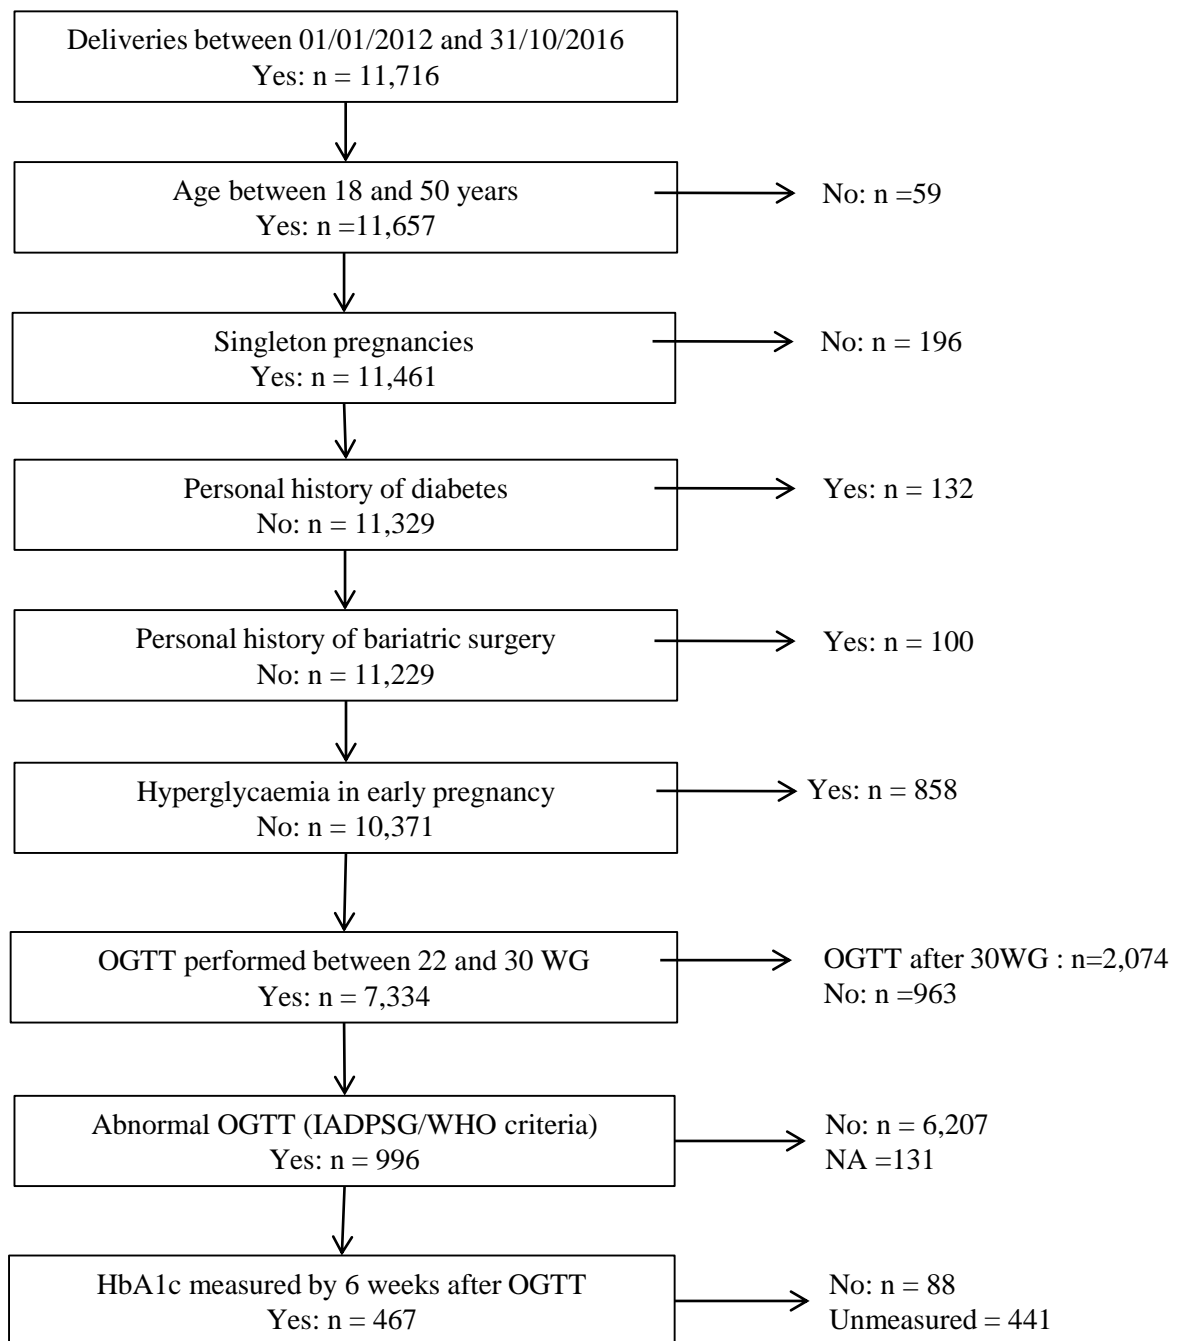 Deliveries between 01/01/2012 and 31/10/2016
Yes: n = 11,716
Age between 18 and 50 years
Yes: n =11,657
No: n =59
Singleton pregnancies
Yes: n = 11,461
No: n = 196
Personal history of diabetes
No: n = 11,329
Yes: n = 132
Personal history of bariatric surgery
No: n = 11,229
Yes: n = 100
Hyperglycaemia in early pregnancy
No: n = 10,371
Yes: n = 858
OGTT performed between 22 and 30 WG
Yes: n = 7,334
OGTT after 30WG : n=2,074
No: n =963
Abnormal OGTT (IADPSG/WHO criteria)
Yes: n = 996
No: n = 6,207
NA =131
HbA1c measured by 6 weeks after OGTT
Yes: n = 467
No: n = 88
Unmeasured = 441